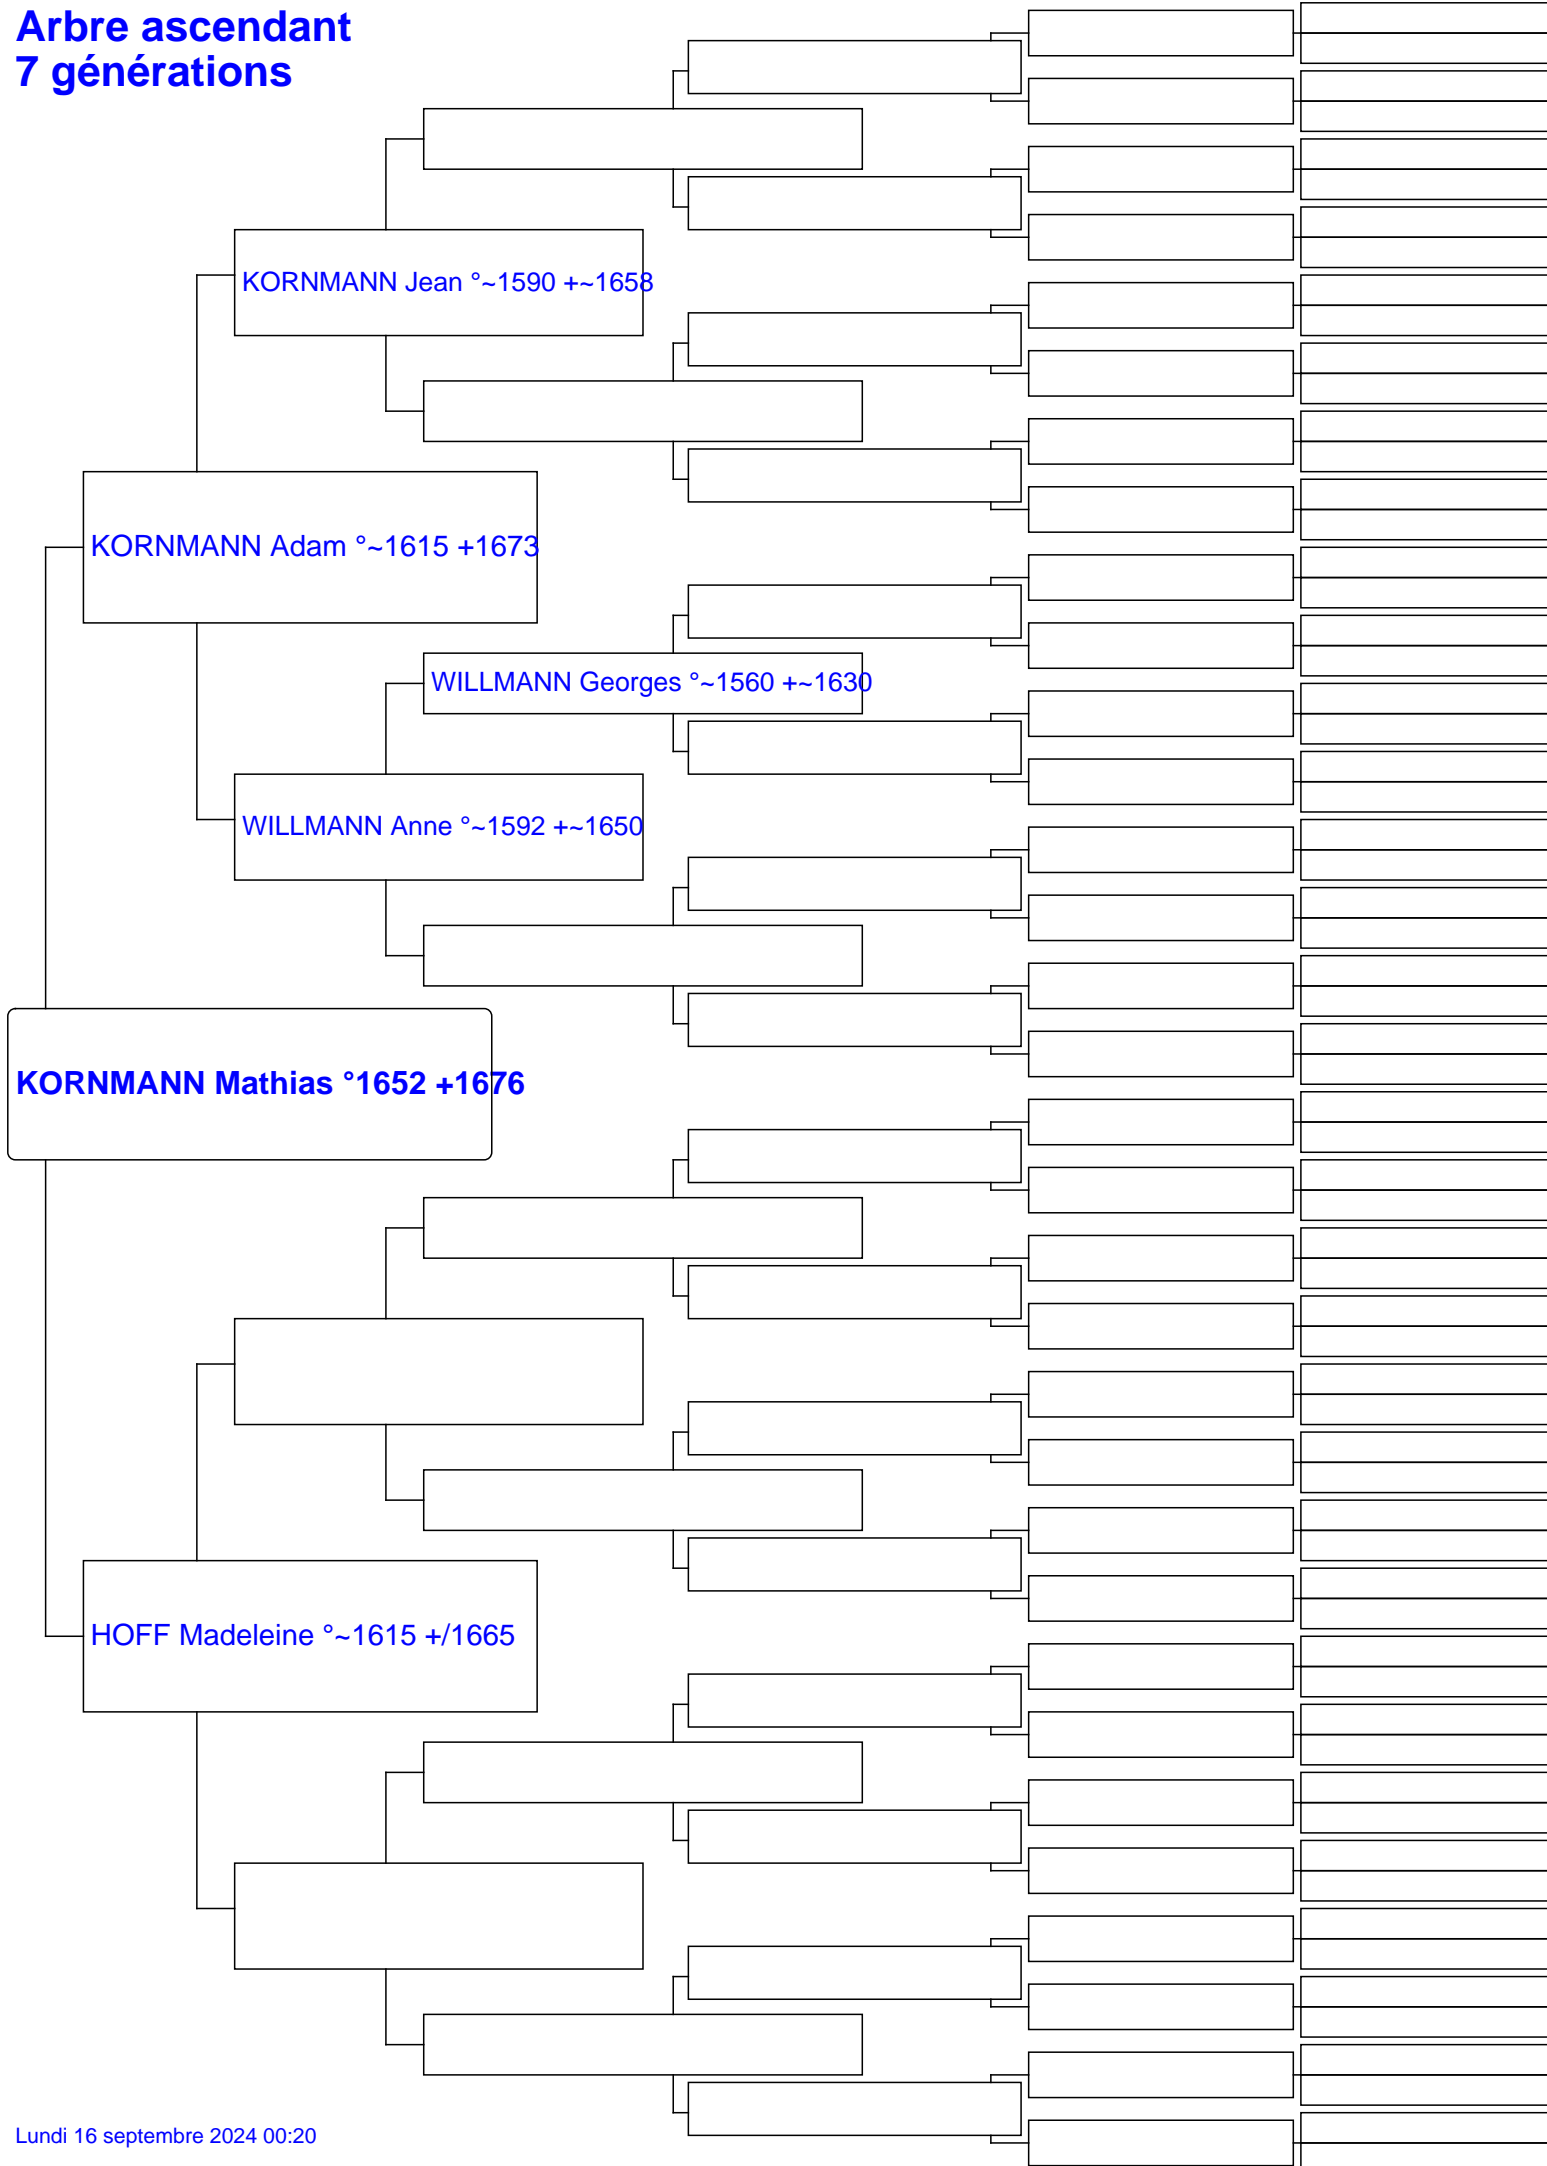 Arbre ascendant
7 générations
KORNMANN Jean °~1590 +~1658
KORNMANN Adam °~1615 +1673
WILLMANN Georges °~1560 +~1630
WILLMANN Anne °~1592 +~1650
KORNMANN Mathias °1652 +1676
HOFF Madeleine °~1615 +/1665
Lundi 16 septembre 2024 00:20